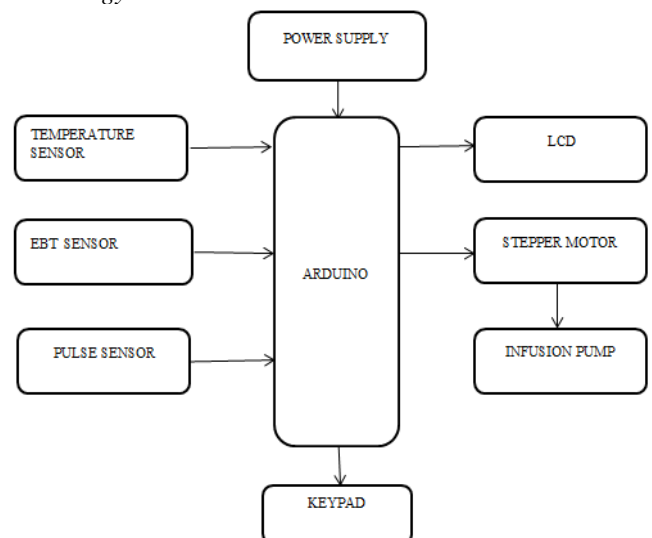 POWER SUPPLY
TEMPERATURE
SENSOR
LCD
EBT SENSOR
STEPPER MOTOR
ARDUINO
PULSE SENSOR
INFUSION PUMP
KEYPAD